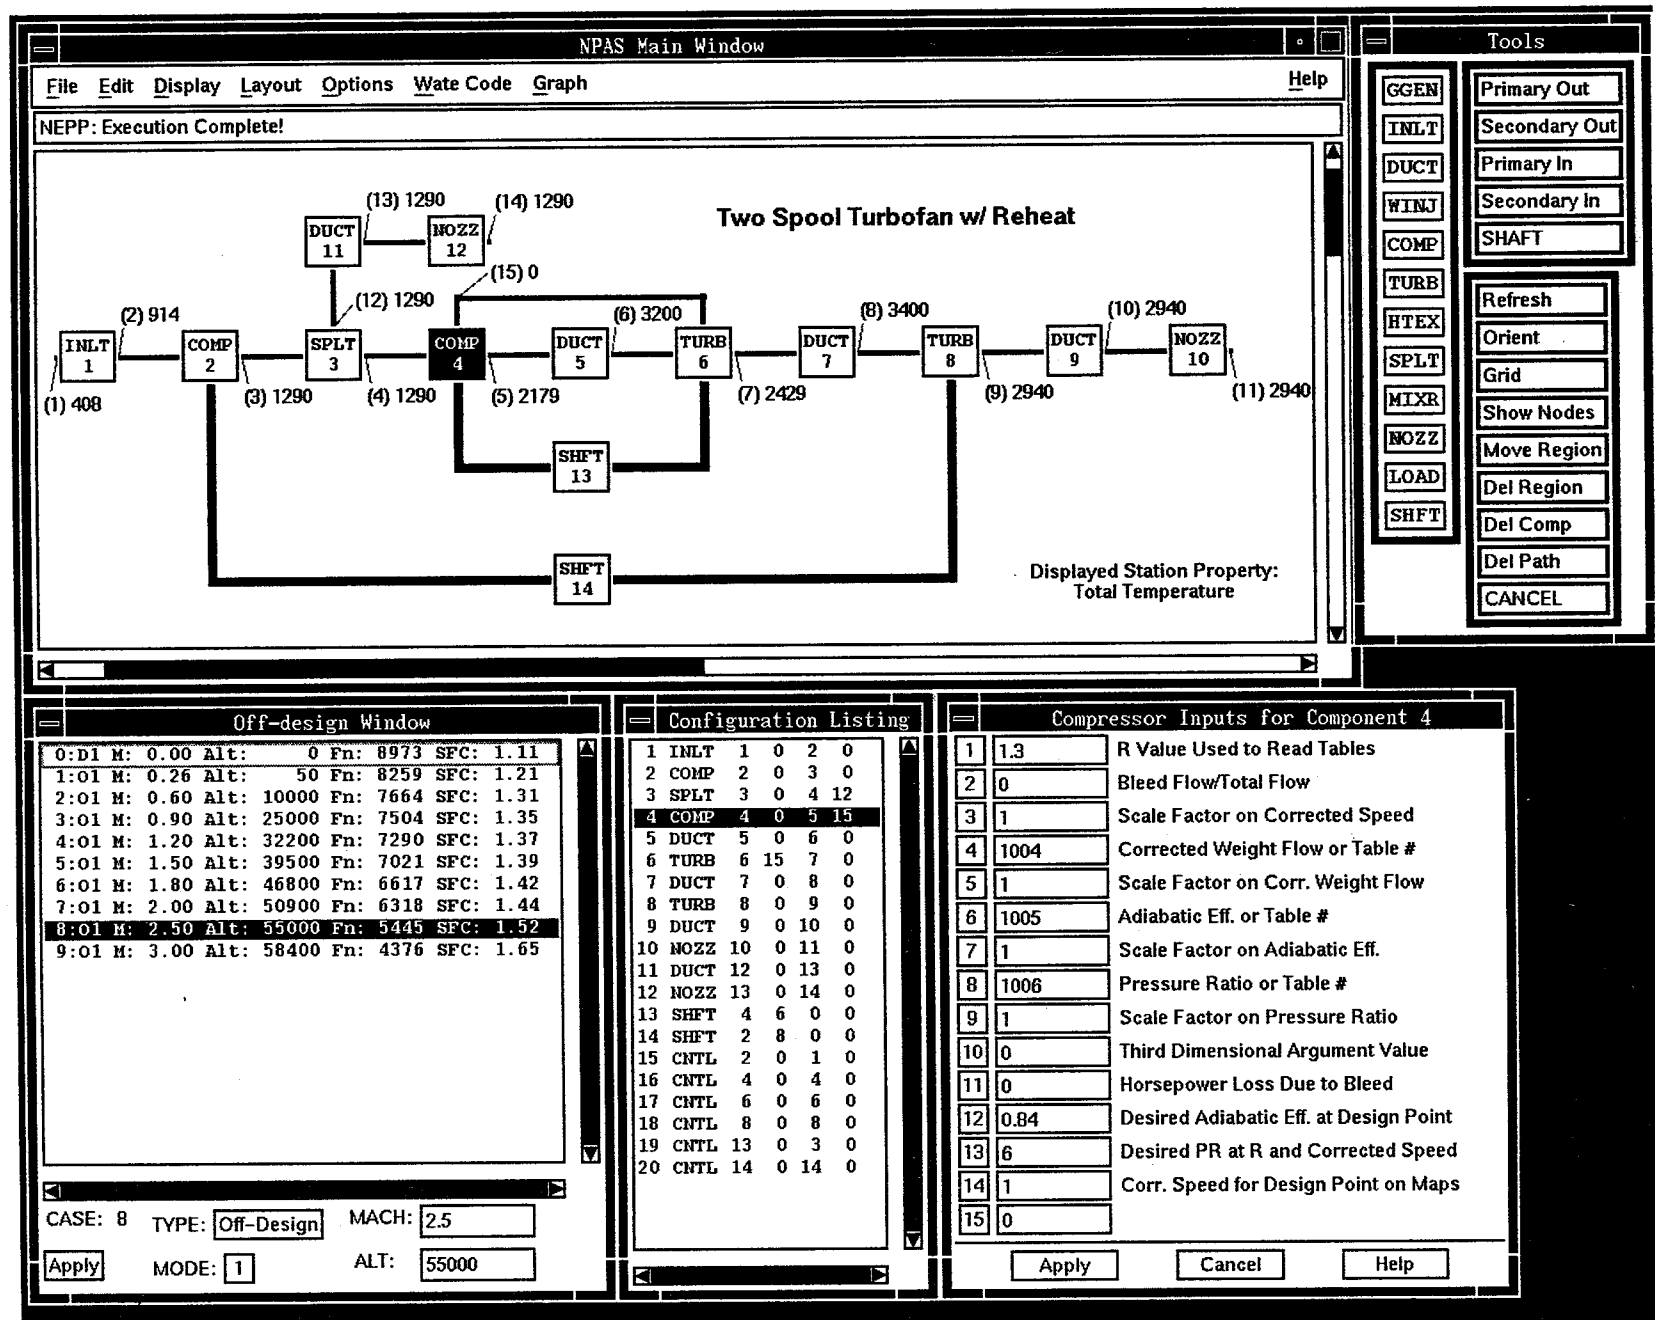 NPAS Main Window
File Edit Display Layout Options Wate Code Graph Help
NEPP: Execution Complete!
Two Spool Turbofan w/ Reheat
(13) 1290 (14) 1290
DUCT 11
NOZZ 12
(15) 0
(12) 1290
(2) 914
(6) 3200
(8) 3400
(10) 2940
INLT 1
COMP 2
SPLT 3
COMP 4
DUCT 5
TURB 6
DUCT 7
TURB 8
DUCT 9
NOZZ 10
(1) 408
(3) 1290
(4) 1290
(5) 2179
(7) 2429
(9) 2940
(11) 2940
SHFT 13
SHFT 14
Displayed Station Property:
Total Temperature
Tools
GGEN
INLT
DUCT
WINJ
COMP
TURB
HTEX
SPLT
MIXR
NOZZ
LOAD
SHFT
Primary Out
Secondary Out
Primary In
Secondary In
SHAFT
Refresh
Orient
Grid
Show Nodes
Move Region
Del Region
Del Comp
Del Path
CANCEL
Off-design Window
0:D1 M: 0.00 Alt: 0 Fn: 8973 SFC: 1.11
1:O1 M: 0.26 Alt: 50 Fn: 8259 SFC: 1.21
2:O1 M: 0.60 Alt: 10000 Fn: 7664 SFC: 1.31
3:O1 M: 0.90 Alt: 25000 Fn: 7504 SFC: 1.35
4:O1 M: 1.20 Alt: 32200 Fn: 7290 SFC: 1.37
5:O1 M: 1.50 Alt: 39500 Fn: 7021 SFC: 1.39
6:O1 M: 1.80 Alt: 46800 Fn: 6617 SFC: 1.42
7:O1 M: 2.00 Alt: 50900 Fn: 6318 SFC: 1.44
8:O1 M: 2.50 Alt: 55000 Fn: 5445 SFC: 1.52
9:O1 M: 3.00 Alt: 58400 Fn: 4376 SFC: 1.65
CASE: 8 TYPE: Off-Design MACH: 2.5
Apply MODE: 1 ALT: 55000
Configuration Listing
1 INLT 1 0 2 0
2 COMP 2 0 3 0
3 SPLT 3 0 4 12
4 COMP 4 0 5 15
5 DUCT 5 0 6 0
6 TURB 6 15 7 0
7 DUCT 7 0 8 0
8 TURB 8 0 9 0
9 DUCT 9 0 10 0
10 NOZZ 10 0 11 0
11 DUCT 12 0 13 0
12 NOZZ 13 0 14 0
13 SHFT 4 6 0 0
14 SHFT 2 8 0 0
15 CNTL 2 0 1 0
16 CNTL 4 0 4 0
17 CNTL 6 0 6 0
18 CNTL 8 0 8 0
19 CNTL 13 0 3 0
20 CNTL 14 0 14 0
Compressor Inputs for Component 4
1 1.3 R Value Used to Read Tables
2 0 Bleed Flow/Total Flow
3 1 Scale Factor on Corrected Speed
4 1004 Corrected Weight Flow or Table #
5 1 Scale Factor on Corr. Weight Flow
6 1005 Adiabatic Eff. or Table #
7 1 Scale Factor on Adiabatic Eff.
8 1006 Pressure Ratio or Table #
9 1 Scale Factor on Pressure Ratio
10 0 Third Dimensional Argument Value
11 0 Horsepower Loss Due to Bleed
12 0.84 Desired Adiabatic Eff. at Design Point
13 6 Desired PR at R and Corrected Speed
14 1 Corr. Speed for Design Point on Maps
15 0
Apply Cancel Help